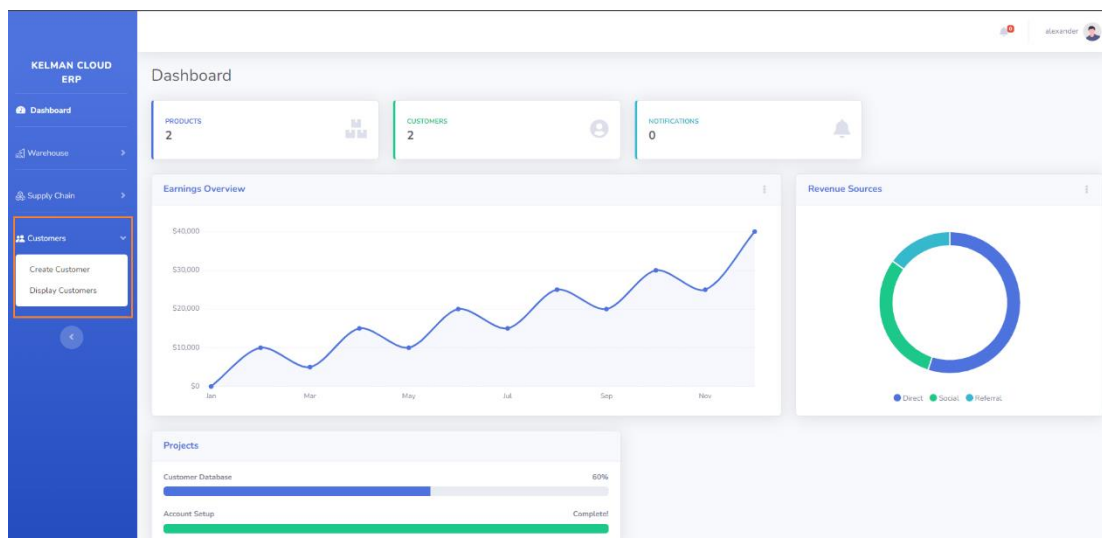 0
alexander
KELMAN CLOUD
ERP
Dashboard
Warehouse
Supply Chain
Customers
Create Customer
Display Customers
Dashboard
PRODUCTS
2
CUSTOMERS
2
NOTIFICATIONS
0
Earnings Overview
$40,000
$30,000
$20,000
$10,000
$0
Jan Mar May Jul Sep Nov
Revenue Sources
Direct Social Referral
Projects
Customer Database 60%
Account Setup Complete!